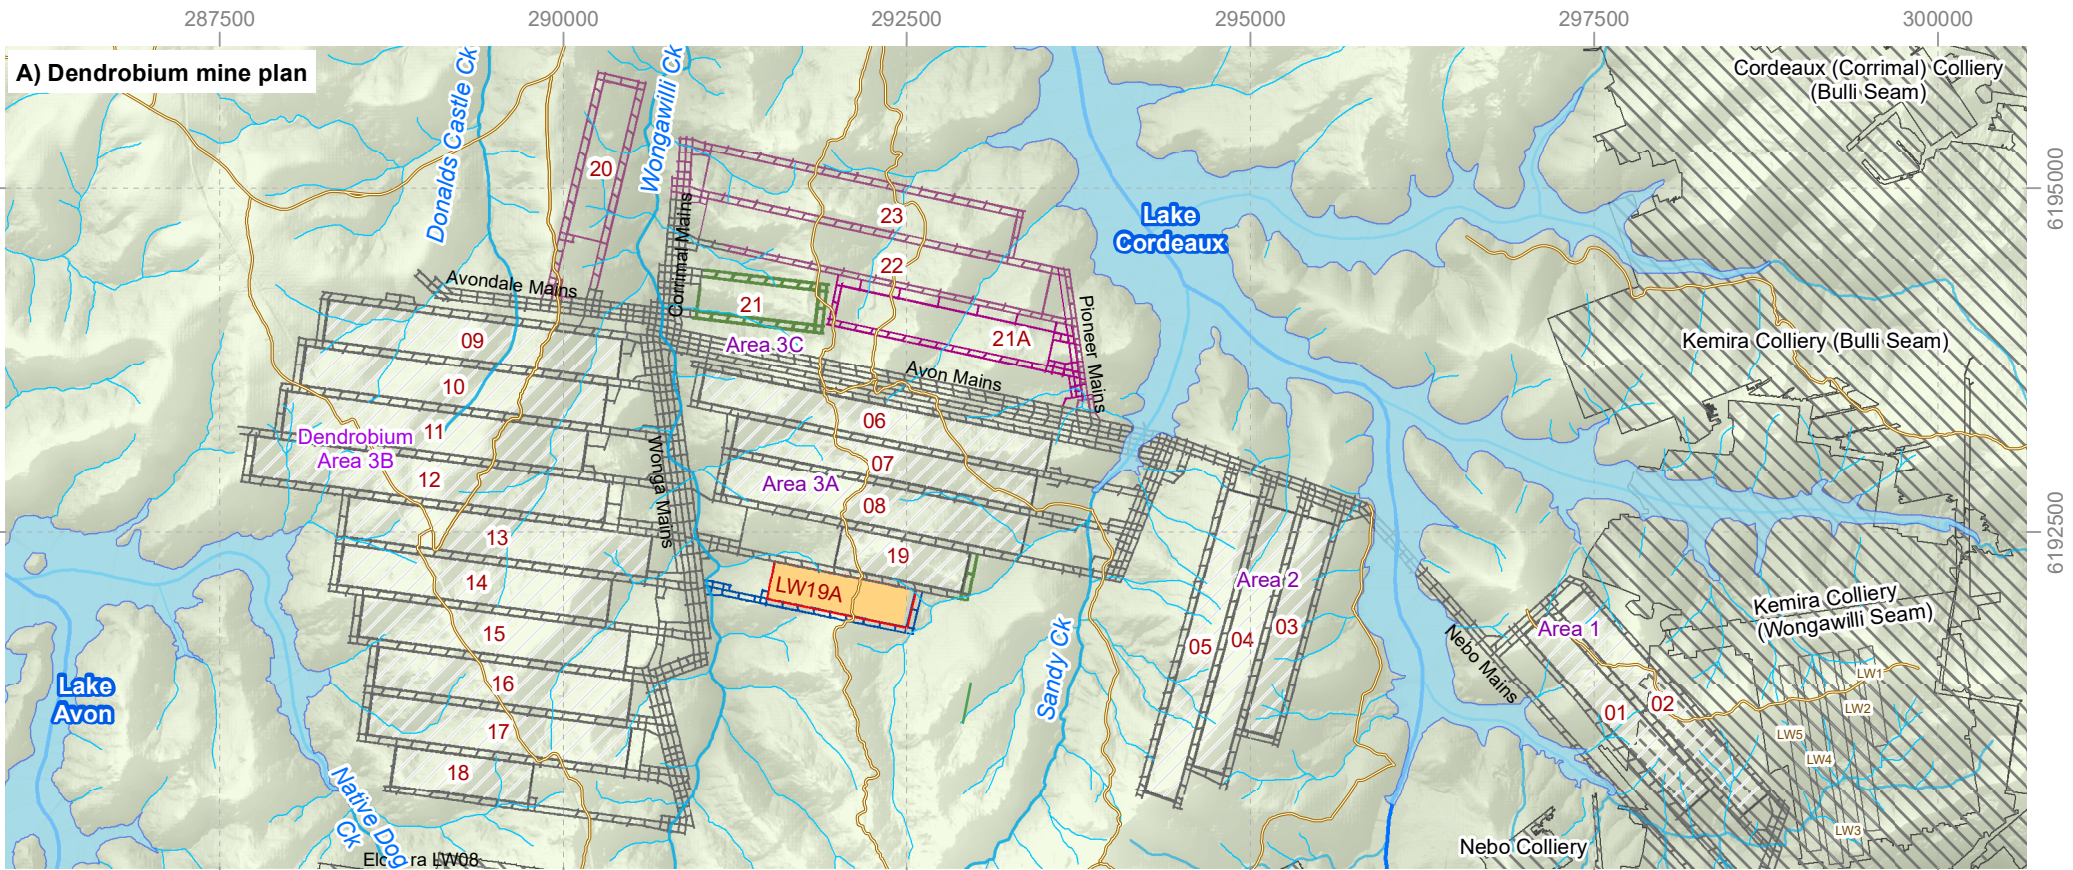 287500
290000
292500
295000
297500
300000
A) Dendrobium mine plan
Cordeaux (Corrimal) Colliery
(Bulli Seam)
Donalds Castle Ck
Wongawilli Ck
20
6195000
Lake
Cordeaux
23
22
Corrimal Mains
Avondale Mains
21
21A
Pioneer Mains
Area 3C
Kemira Colliery (Bulli Seam)
09
Avon Mains
10
06
11
Dendrobium
Area 3B
07
12
Wonga Mains
Area 3A
08
6192500
13
19
14
LW19A
Area 2
Kemira Colliery
(Wongawilli Seam)
15
05
04
03
Area 1
Nebo Mains
Sandy Ck
16
LW1
Lake
Avon
01
02
LW2
17
LW5
LW4
18
Native Dog
Ck
LW3
Nebo Colliery
LW08